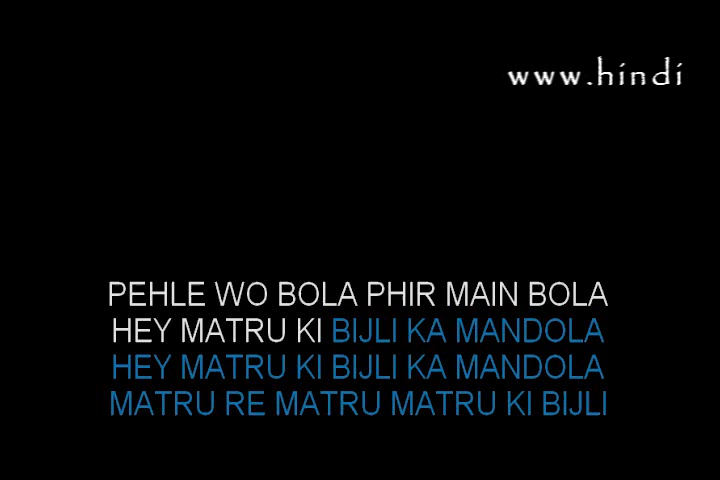 www.hindi
PEHLE WO BOLA PHIR MAIN BOLA
HEY MATRU KI BIJLI KA MANDOLA
HEY MATRU KI BIJLI KA MANDOLA
MATRU RE MATRU MATRU KI BIJLI